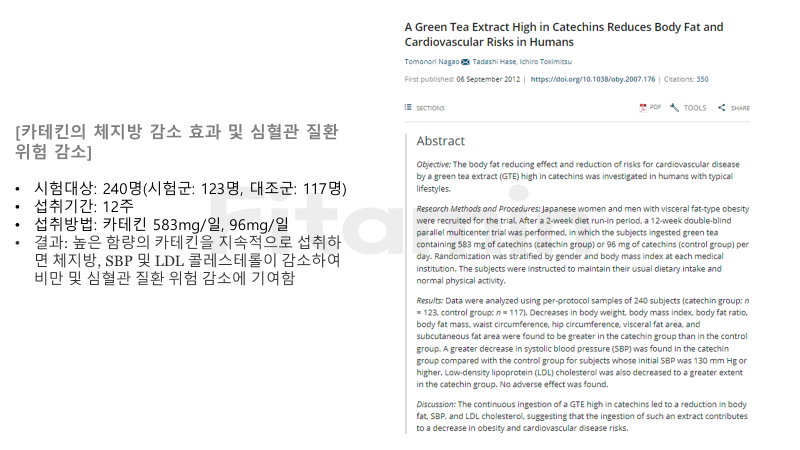 [카테킨의 체지방 감소 효과 및 심혈관 질환
위험 감소]
• 시험대상: 240명(시험군: 123명, 대조군: 117명)
• 섭취기간: 12주
• 섭취방법: 카테킨 583mg/일, 96mg/일
• 결과: 높은 함량의 카테킨을 지속적으로 섭취하
면 체지방, SBP 및 LDL 콜레스테롤이 감소하여
비만 및 심혈관 질환 위험 감소에 기여함
A Green Tea Extract High in Catechins Reduces Body Fat and
Cardiovascular Risks in Humans
Tomonori Nagao, Tadashi Hase, Ichiro Tokimitsu
First published: 06 September 2012 | https://doi.org/10.1038/oby.2007.176 | Citations: 350
SECTIONS PDF TOOLS SHARE
Abstract
Objective: The body fat reducing effect and reduction of risks for cardiovascular disease
by a green tea extract (GTE) high in catechins was investigated in humans with typical
lifestyles.
Research Methods and Procedures: Japanese women and men with visceral fat-type obesity
were recruited for the trial. After a 2-week diet run-in period, a 12-week double-blind
parallel multicenter trial was performed, in which the subjects ingested green tea
containing 583 mg of catechins (catechin group) or 96 mg of catechins (control group) per
day. Randomization was stratified by gender and body mass index at each medical
institution. The subjects were instructed to maintain their usual dietary intake and
normal physical activity.
Results: Data were analyzed using per-protocol samples of 240 subjects (catechin group: n
= 123, control group: n = 117). Decreases in body weight, body mass index, body fat ratio,
body fat mass, waist circumference, hip circumference, visceral fat area, and
subcutaneous fat area were found to be greater in the catechin group than in the control
group. A greater decrease in systolic blood pressure (SBP) was found in the catechin
group compared with the control group for subjects whose initial SBP was 130 mm Hg or
higher. Low-density lipoprotein (LDL) cholesterol was also decreased to a greater extent
in the catechin group. No adverse effect was found.
Discussion: The continuous ingestion of a GTE high in catechins led to a reduction in body
fat, SBP, and LDL cholesterol, suggesting that the ingestion of such an extract contributes
to a decrease in obesity and cardiovascular disease risks.